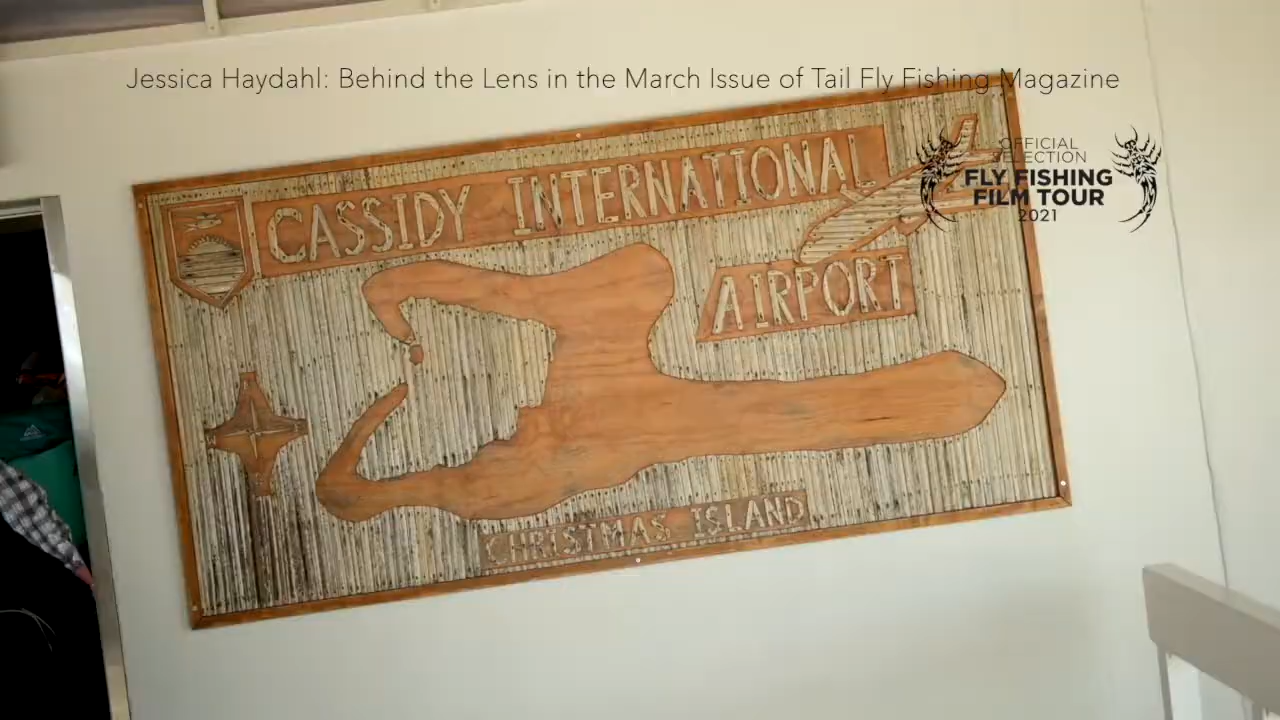 Jessica Haydahl: Behind the Lens in the March Issue of Tail Fly Fishing Magazine
OFFICIAL
SELECTION
FLY FISHING
FILM TOUR
2021
CASSIDY INTERNATIONAL
AIRPORT
CHRISTMAS ISLAND